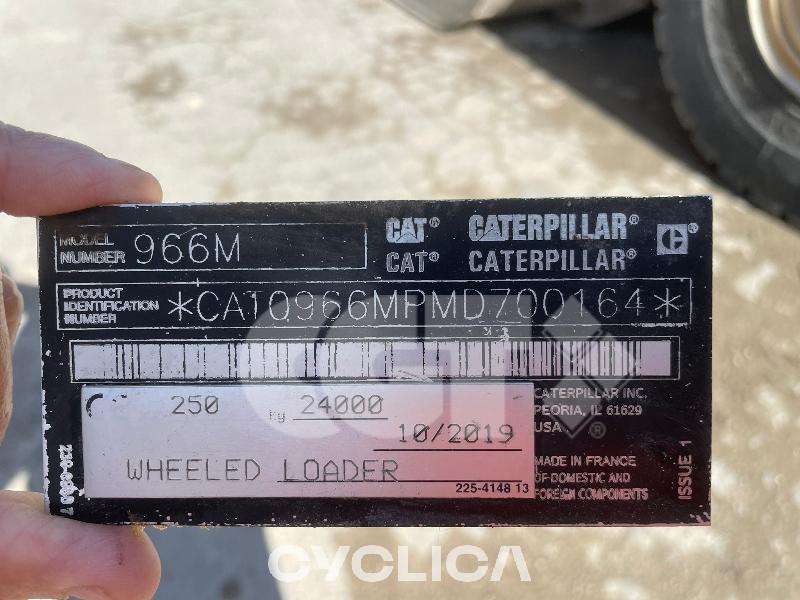 MODEL NUMBER 966M
CAT® CATERPILLAR®
CAT® CATERPILLAR®
PRODUCT IDENTIFICATION NUMBER *CAT0966MPMD700164*
250 kg 24000
10/2019
WHEELED LOADER
225-4148 13
CATERPILLAR INC.
PEORIA, IL 61629
USA
MADE IN FRANCE
OF DOMESTIC AND
FOREIGN COMPONENTS
ISSUE 1
CGT
CYCLICA